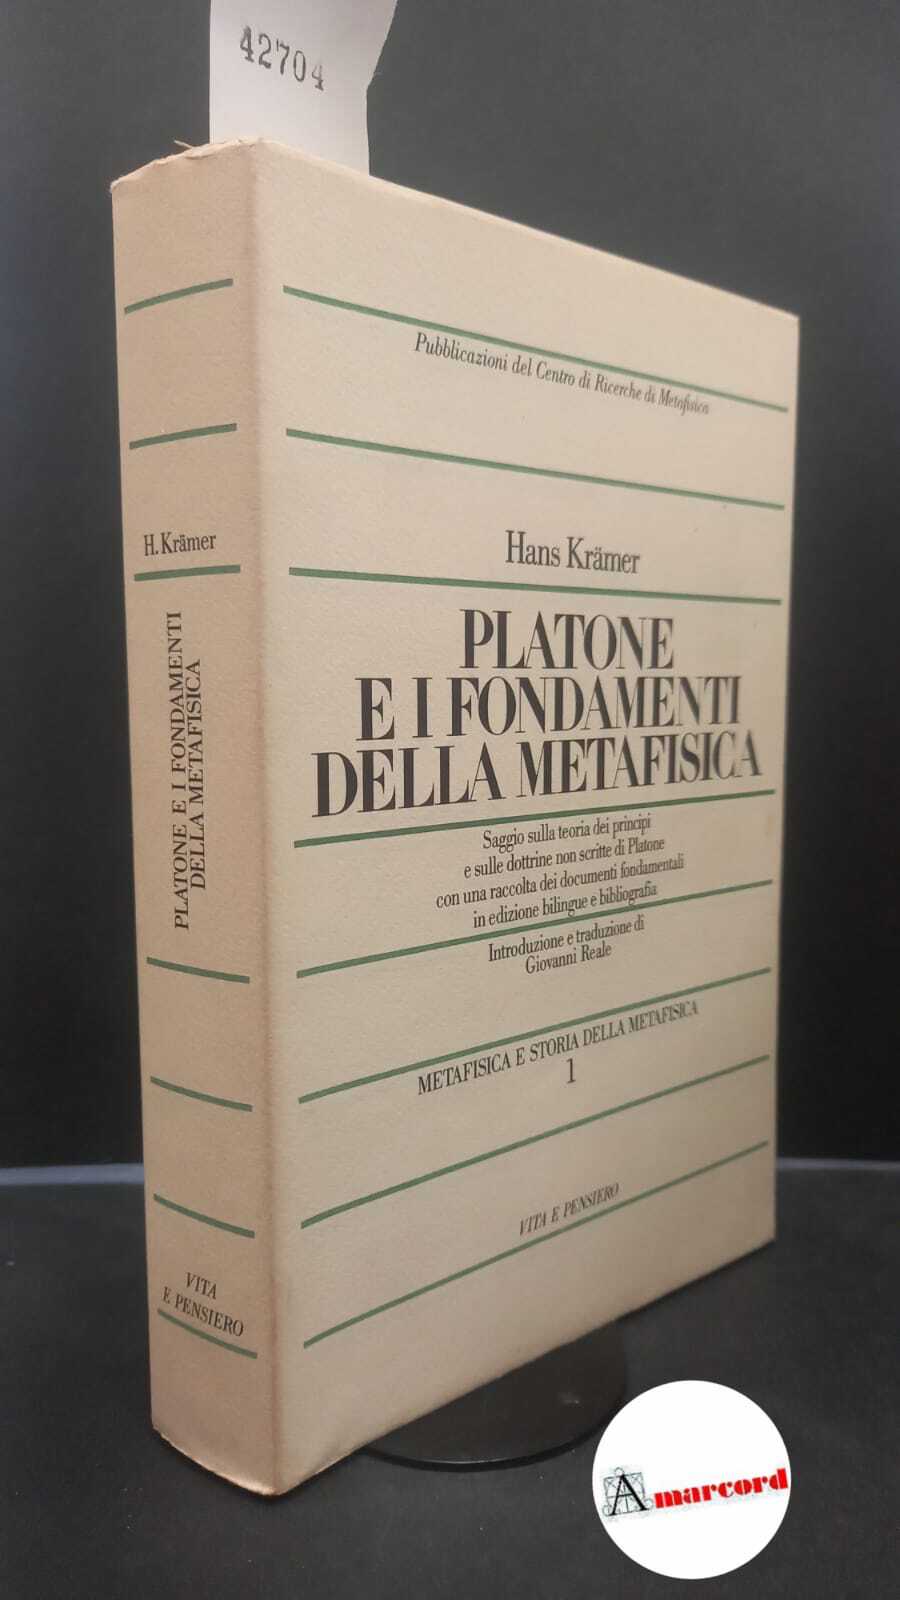 42704
H. Krämer
PLATONE E I FONDAMENTI
DELLA METAFISICA
VITA
E PENSIERO
Pubblicazioni del Centro di Ricerche di Metafisica
Hans Krämer
PLATONE
E I FONDAMENTI
DELLA METAFISICA
Saggio sulla teoria dei principi
e sulle dottrine non scritte di Platone
con una raccolta dei documenti fondamentali
in edizione bilingue e bibliografia
Introduzione e traduzione di
Giovanni Reale
METAFISICA E STORIA DELLA METAFISICA
1
VITA E PENSIERO
Amarcord